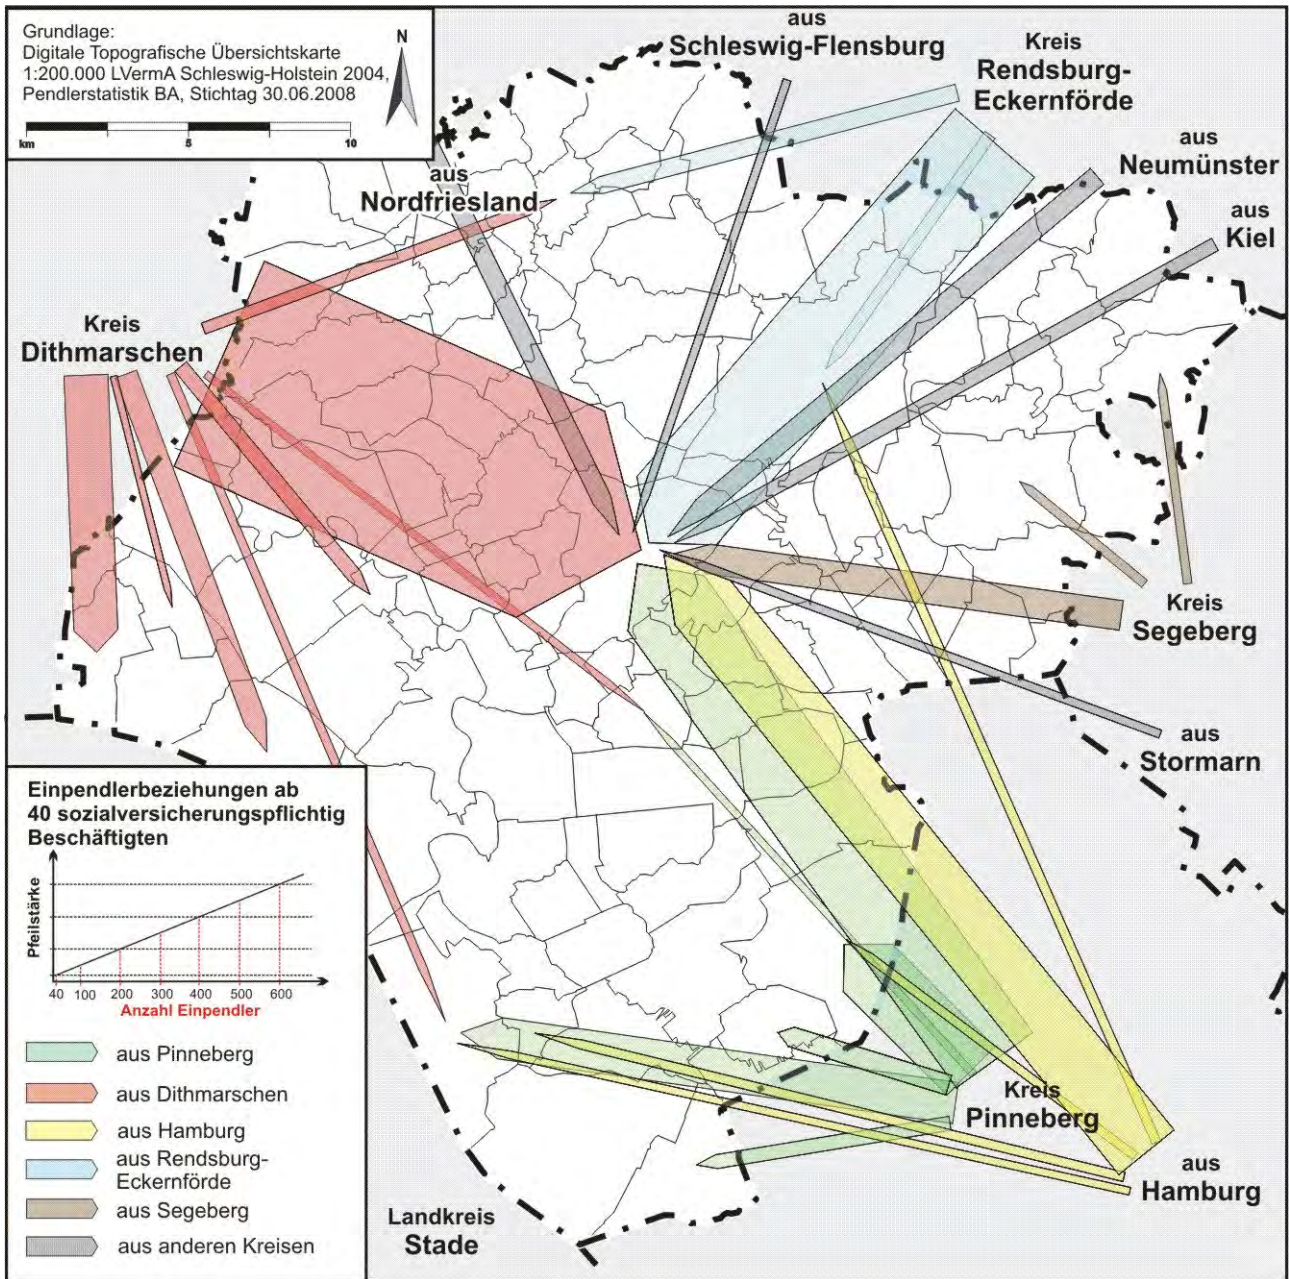 Grundlage:
Digitale Topografische Übersichtskarte
1:200.000 LVermA Schleswig-Holstein 2004,
Pendlerstatistik BA, Stichtag 30.06.2008
N
km
5
10
aus
Schleswig-Flensburg
Kreis
Rendsburg-
Eckernförde
aus
Neumünster
aus
Kiel
aus
Nordfriesland
Kreis
Dithmarschen
Kreis
Segeberg
aus
Stormarn
Kreis
Pinneberg
aus
Hamburg
Landkreis
Stade
Einpendlerbeziehungen ab
40 sozialversicherungspflichtig
Beschäftigten
Pfeilstärke
40 100 200 300 400 500 600
Anzahl Einpendler
aus Pinneberg
aus Dithmarschen
aus Hamburg
aus Rendsburg-
Eckernförde
aus Segeberg
aus anderen Kreisen